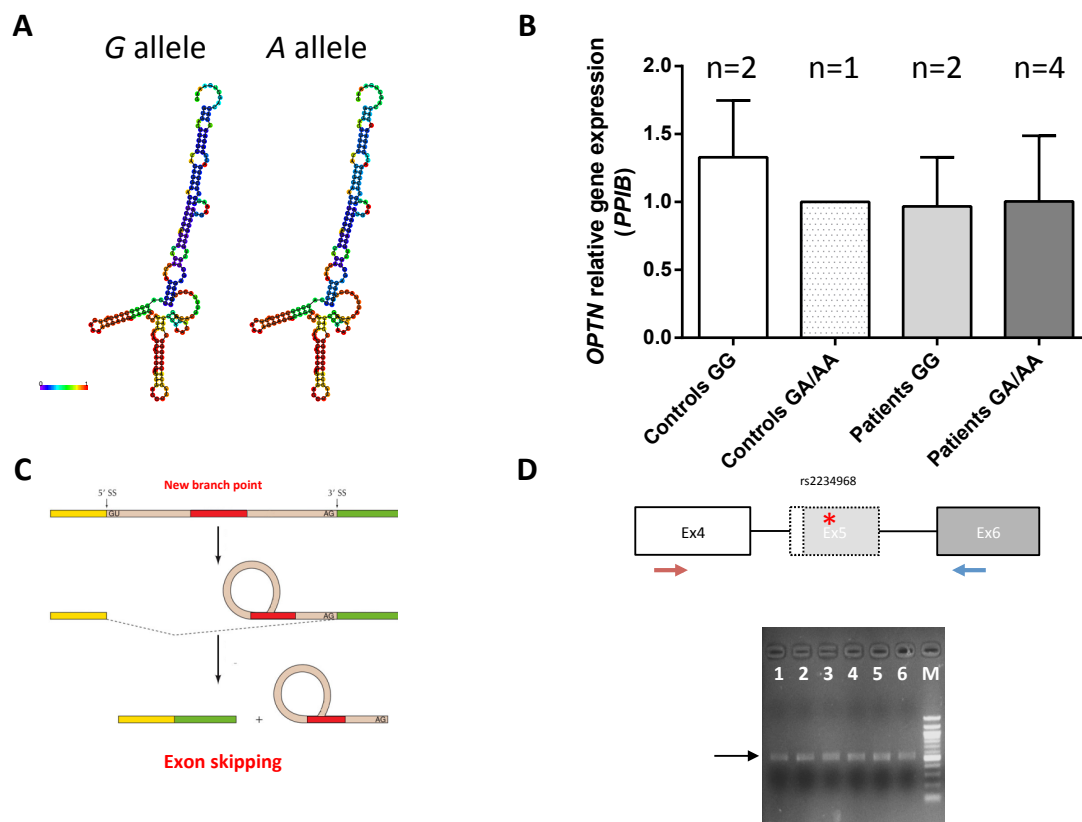 A
G allele
A allele
0
1
B
n=2
n=1
n=2
n=4
OPTN relative gene expression
(PPIB)
2.0
1.5
1.0
0.5
0.0
Controls GG
Controls GA/AA
Patients GG
Patients GA/AA
C
New branch point
5' SS
3' SS
GU
AG
AG
+
AG
Exon skipping
D
rs2234968
*
Ex4
Ex5
Ex6
1 2 3 4 5 6 M